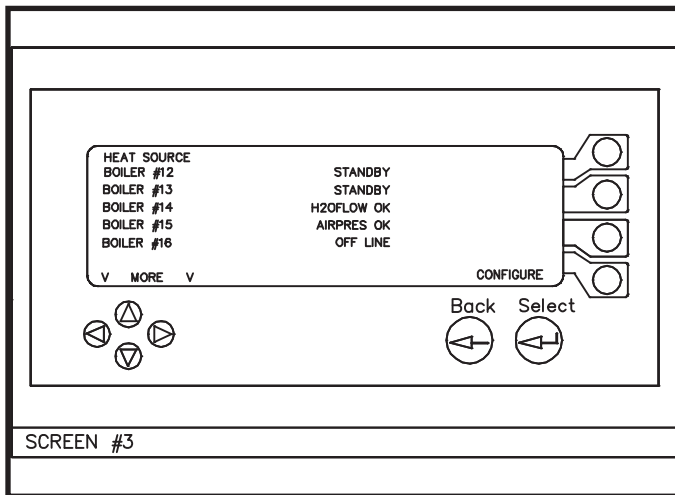 HEAT SOURCE
BOILER #12 STANDBY
BOILER #13 STANDBY
BOILER #14 H2OFLOW OK
BOILER #15 AIRPRES OK
BOILER #16 OFF LINE
V MORE V CONFIGURE
Back Select
SCREEN #3